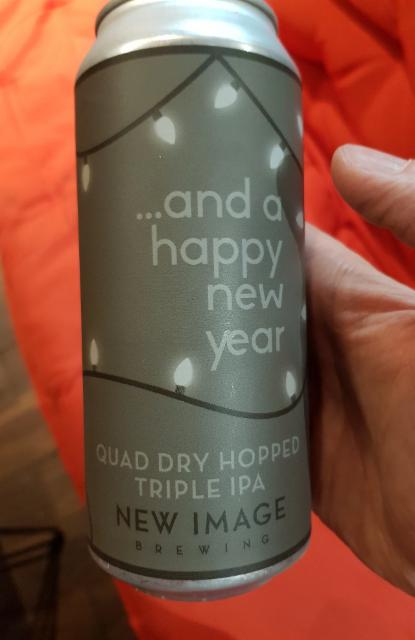 ...and a
happy
new
year
QUAD DRY HOPPED
TRIPLE IPA
NEW IMAGE
BREWING